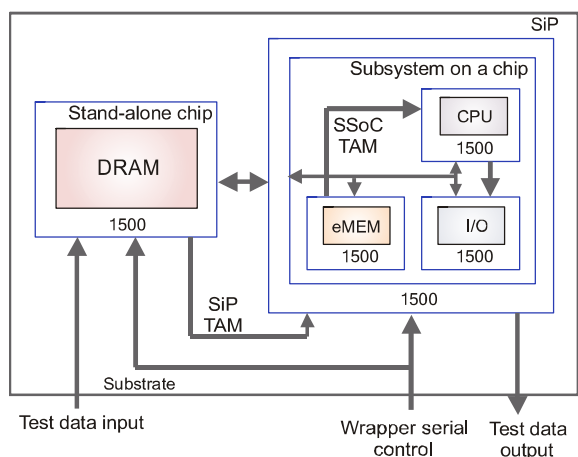 SiP
Subsystem on a chip
Stand-alone chip
CPU
SSoC
TAM
DRAM
1500
eMEM
I/O
1500
1500
1500
1500
SiP
TAM
Substrate
Test data input
Wrapper serial
control
Test data
output